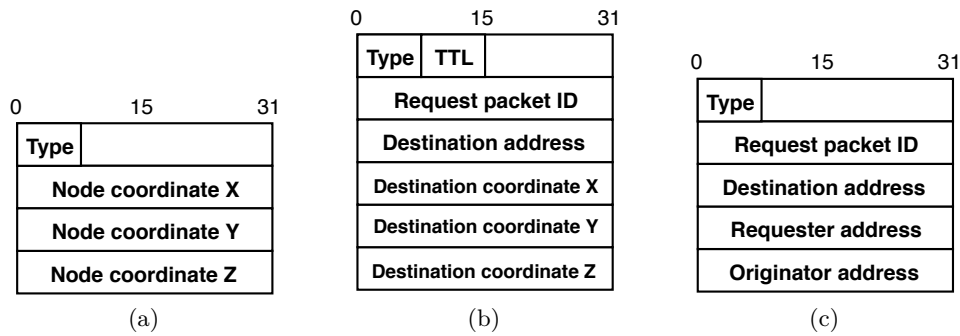 0 15 31
Type
Node coordinate X
Node coordinate Y
Node coordinate Z
(a)
0 15 31
Type TTL
Request packet ID
Destination address
Destination coordinate X
Destination coordinate Y
Destination coordinate Z
(b)
0 15 31
Type
Request packet ID
Destination address
Requester address
Originator address
(c)